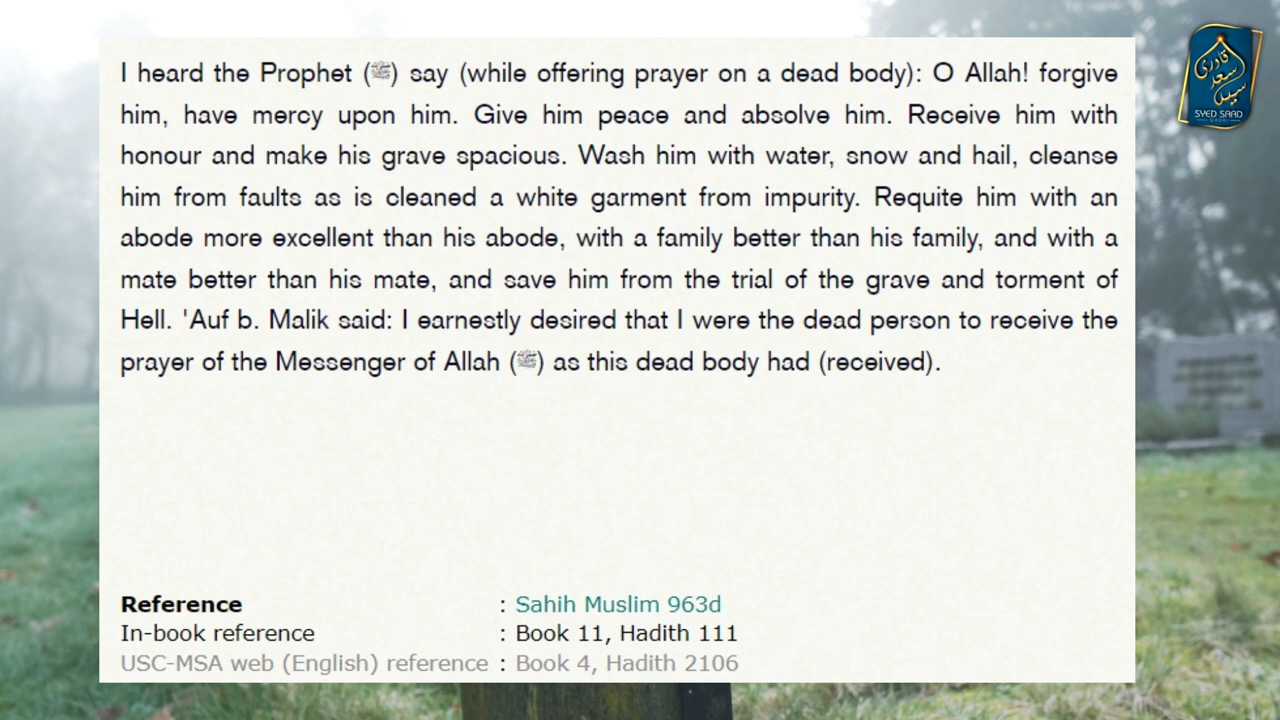 I heard the Prophet (ﷺ) say (while offering prayer on a dead body): O Allah! forgive
him, have mercy upon him. Give him peace and absolve him. Receive him with
honour and make his grave spacious. Wash him with water, snow and hail, cleanse
him from faults as is cleaned a white garment from impurity. Requite him with an
abode more excellent than his abode, with a family better than his family, and with a
mate better than his mate, and save him from the trial of the grave and torment of
Hell. 'Auf b. Malik said: I earnestly desired that I were the dead person to receive the
prayer of the Messenger of Allah (ﷺ) as this dead body had (received).
Reference : Sahih Muslim 963d
In-book reference : Book 11, Hadith 111
USC-MSA web (English) reference : Book 4, Hadith 2106
سید سعد قادری
SYED SAAD
QADRI